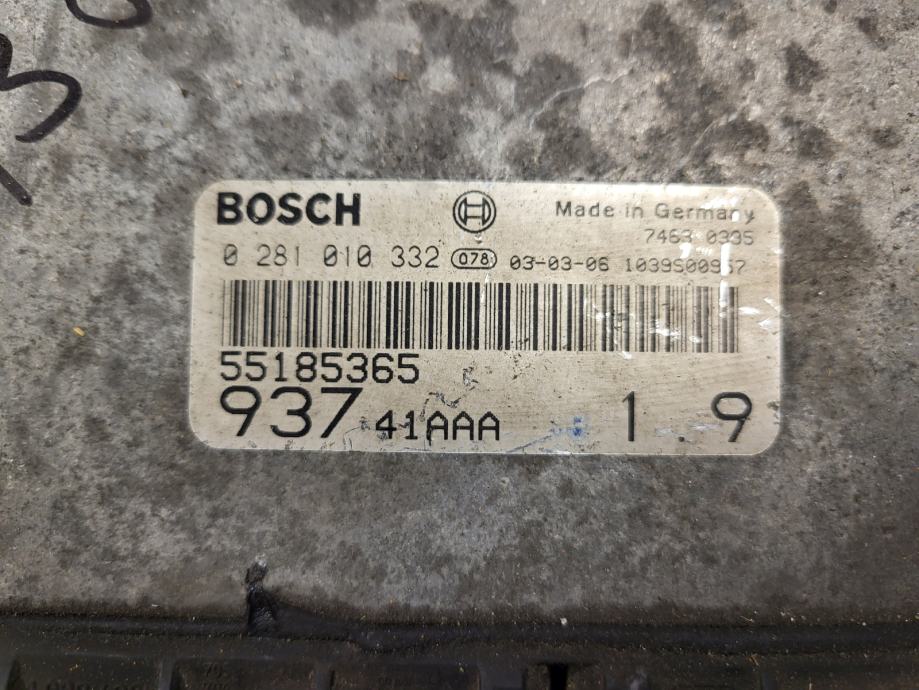 BOSCH Made in Germany
7463 0335
0 281 010 332 078 03-03-06 1039S00957
55185365
937 41AAA 1.9